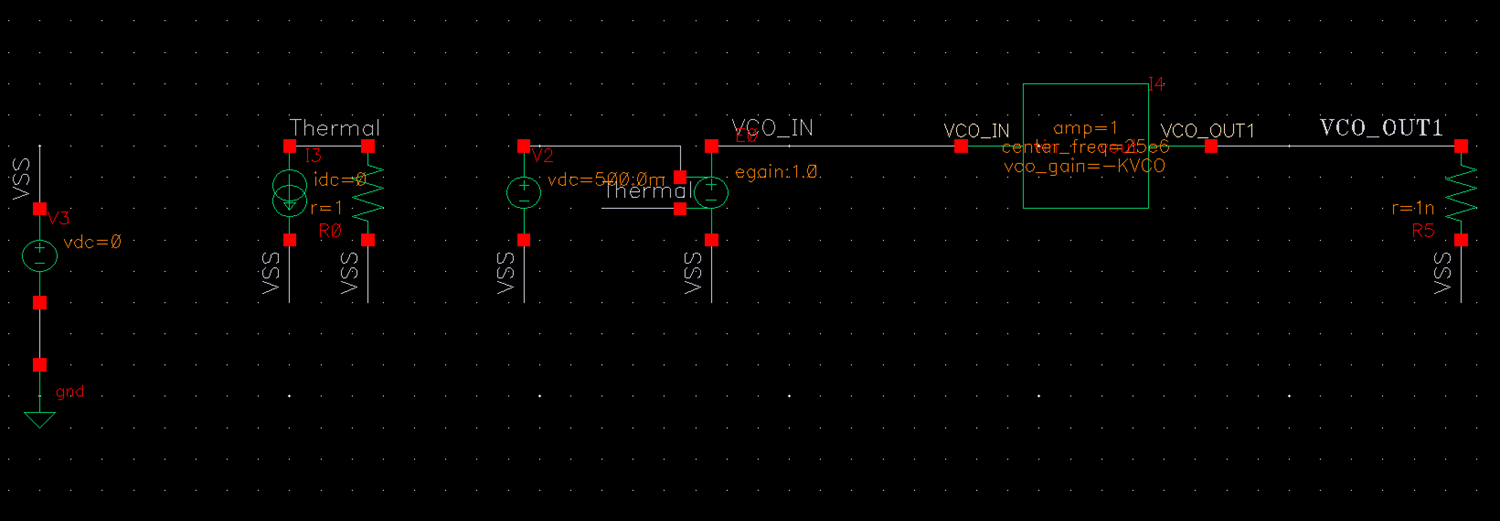 VSS
V3
vdc=0
gnd
Thermal
I3
idc=0
r=1
R0
VSS
VSS
V2
vdc=500.0m
Thermal
VSS
VCO_IN
E0
egain:1.0
VSS
VCO_IN
I4
amp=1
center_freq=25e6
vco_gain=-KVCO
VCO_OUT1
VCO_OUT1
r=1n
R5
VSS